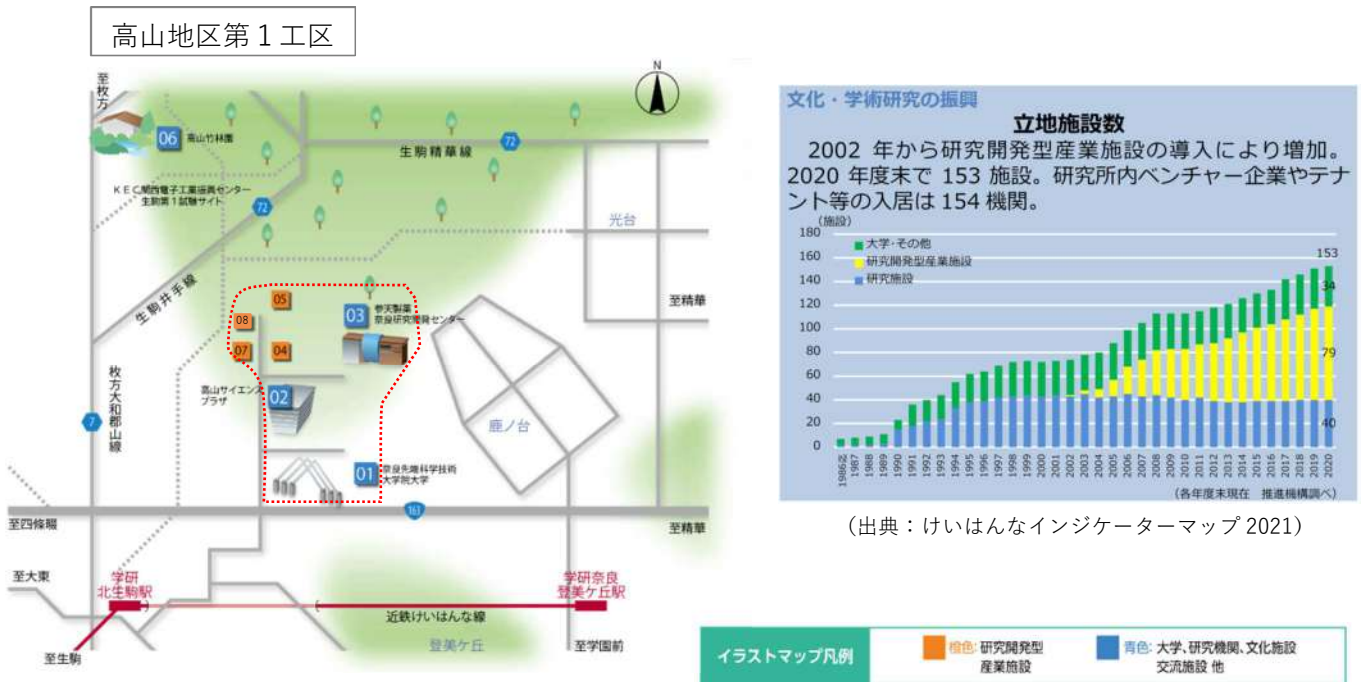 高山地区第１工区
至枚方
N
06
高山竹林園
72
生駒精華線
KEC関西電子工業振興センター
生駒第1試験サイト
72
光台
生駒井手線
05
03
参天製薬
奈良研究開発センター
至精華
08
07
04
枚方大和郡山線
高山サイエンス
プラザ
02
7
鹿ノ台
01
奈良先端科学技術
大学院大学
163
至四條畷
至精華
至大東
学研
北生駒駅
学研奈良
登美ケ丘駅
近鉄けいはんな線
登美ケ丘
至生駒
至学園前
文化・学術研究の振興
立地施設数
2002 年から研究開発型産業施設の導入により増加。
2020 年度末で 153 施設。研究所内ベンチャー企業やテナ
ント等の入居は 154 機関。
（施設）
180
160
140
120
100
80
60
40
20
0
大学・その他
研究開発型産業施設
研究施設
153
34
79
40
1986迄 1987 1988 1989 1990 1991 1992 1993 1994 1995 1996 1997 1998 1999 2000 2001 2002 2003 2004 2005 2006 2007 2008 2009 2010 2011 2012 2013 2014 2015 2016 2017 2018 2019 2020
（各年度末現在　推進機構調べ）
（出典：けいはんなインジケーターマップ 2021）
イラストマップ凡例
橙色: 研究開発型
産業施設
青色: 大学、研究機関、文化施設
交流施設 他